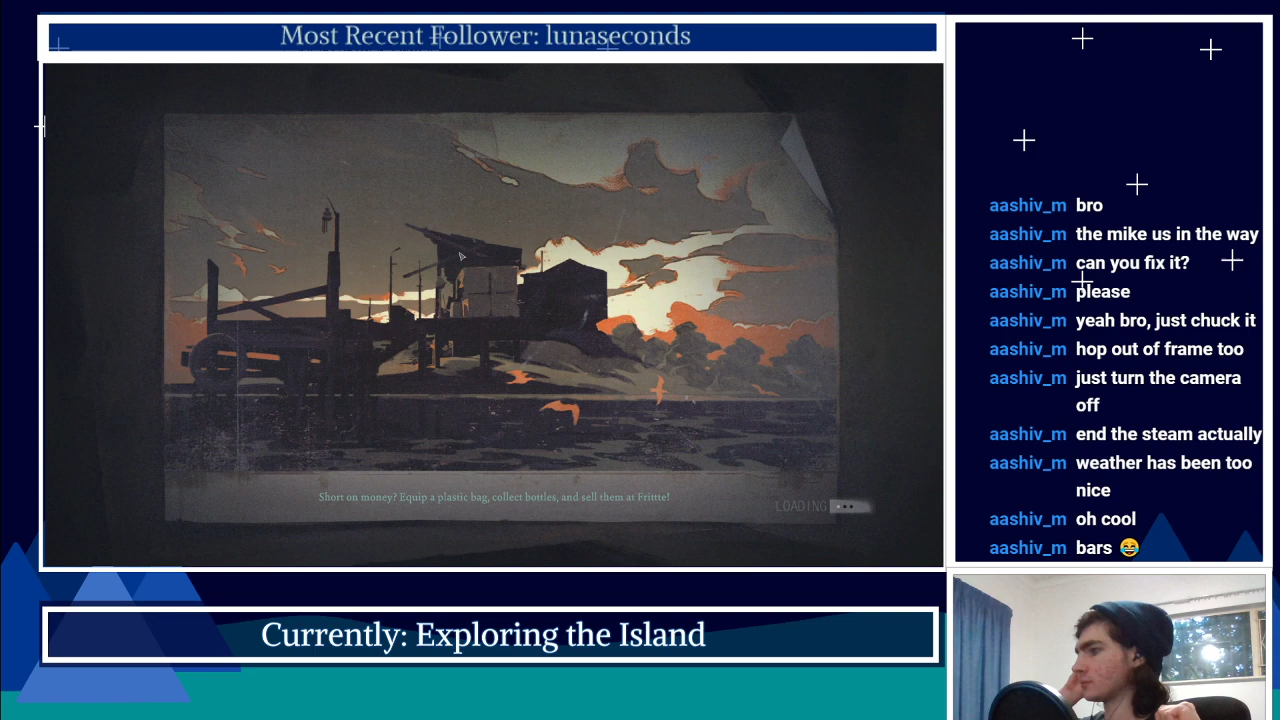 Most Recent Follower: lunaseconds
aashiv_m bro
aashiv_m the mike us in the way
aashiv_m can you fix it?
aashiv_m please
aashiv_m yeah bro, just chuck it
aashiv_m hop out of frame too
aashiv_m just turn the camera
off
aashiv_m end the steam actually
aashiv_m weather has been too
nice
aashiv_m oh cool
aashiv_m bars 😂
Short on money? Equip a plastic bag, collect bottles, and sell them at Frittte!
LOADING
Currently: Exploring the Island